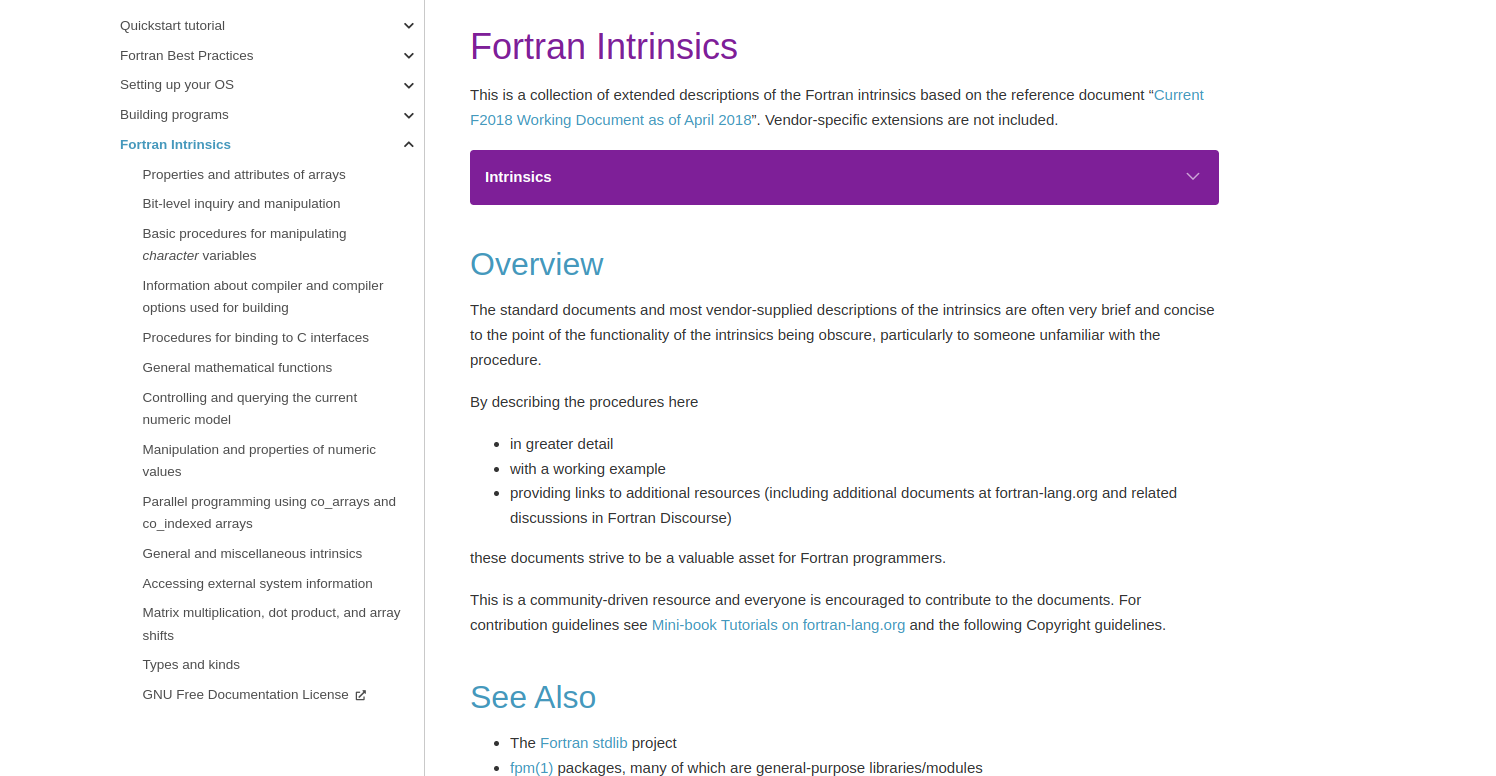 Quickstart tutorial
Fortran Best Practices
Setting up your OS
Building programs
Fortran Intrinsics
Properties and attributes of arrays
Bit-level inquiry and manipulation
Basic procedures for manipulating
character variables
Information about compiler and compiler
options used for building
Procedures for binding to C interfaces
General mathematical functions
Controlling and querying the current
numeric model
Manipulation and properties of numeric
values
Parallel programming using co_arrays and
co_indexed arrays
General and miscellaneous intrinsics
Accessing external system information
Matrix multiplication, dot product, and array
shifts
Types and kinds
GNU Free Documentation License
Fortran Intrinsics
This is a collection of extended descriptions of the Fortran intrinsics based on the reference document “Current
F2018 Working Document as of April 2018”. Vendor-specific extensions are not included.
Intrinsics
Overview
The standard documents and most vendor-supplied descriptions of the intrinsics are often very brief and concise
to the point of the functionality of the intrinsics being obscure, particularly to someone unfamiliar with the
procedure.
By describing the procedures here
• in greater detail
• with a working example
• providing links to additional resources (including additional documents at fortran-lang.org and related
discussions in Fortran Discourse)
these documents strive to be a valuable asset for Fortran programmers.
This is a community-driven resource and everyone is encouraged to contribute to the documents. For
contribution guidelines see Mini-book Tutorials on fortran-lang.org and the following Copyright guidelines.
See Also
• The Fortran stdlib project
• fpm(1) packages, many of which are general-purpose libraries/modules